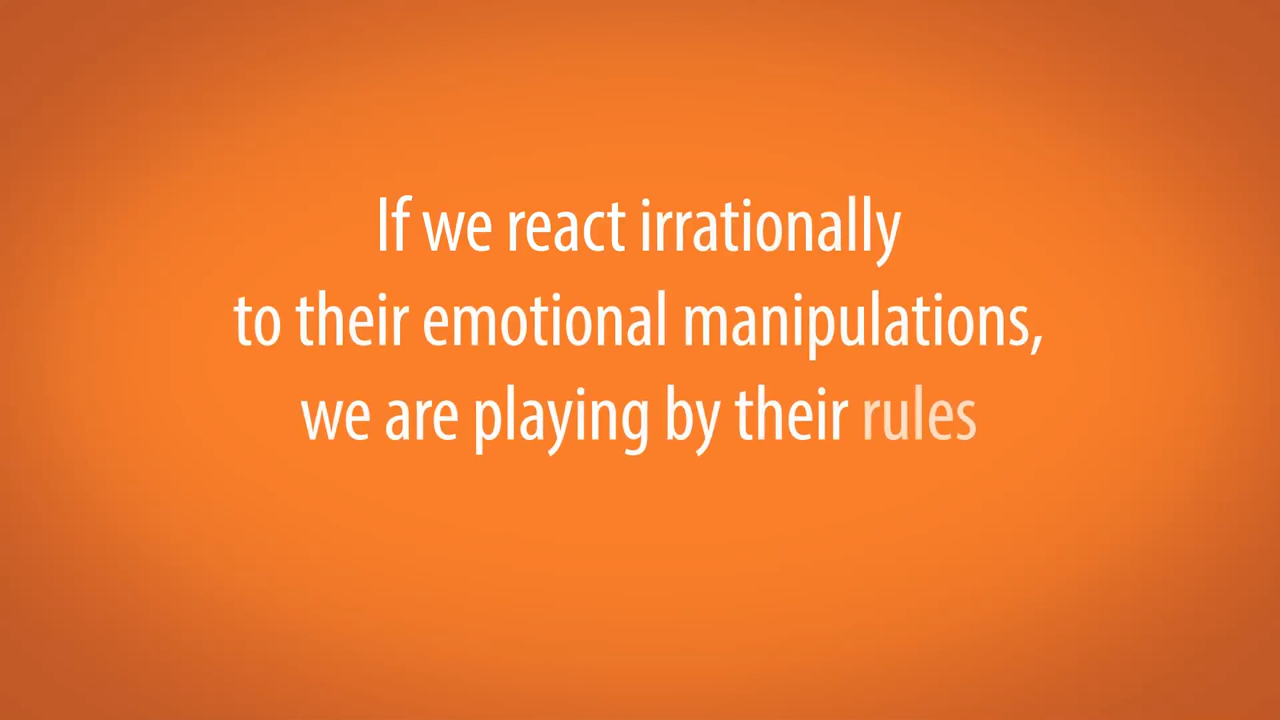 If we react irrationally
to their emotional manipulations,
we are playing by their rules